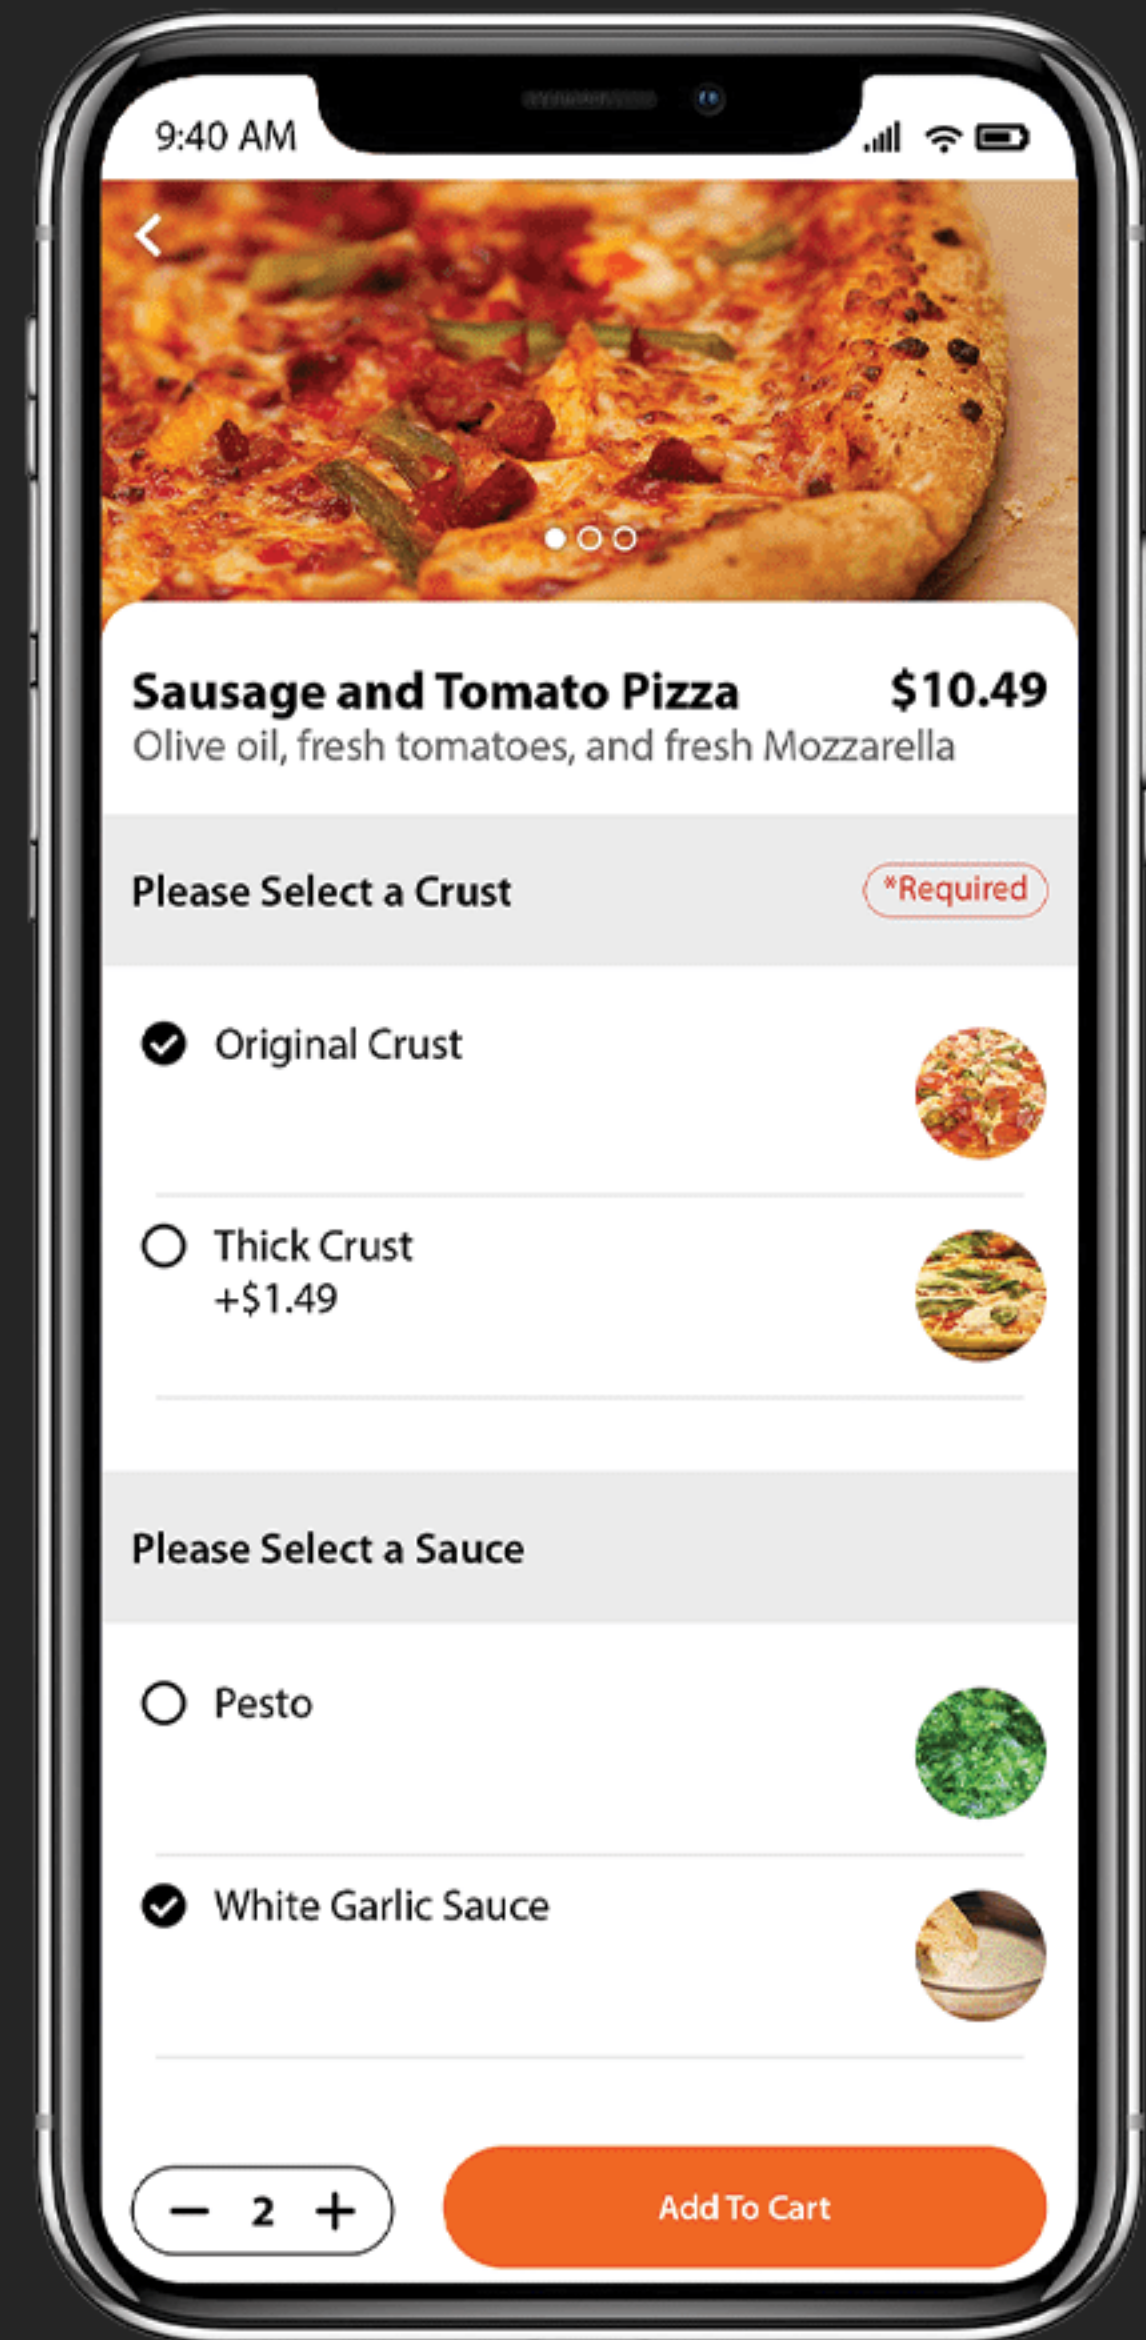 9:40 AM
Sausage and Tomato Pizza $10.49
Olive oil, fresh tomatoes, and fresh Mozzarella
Please Select a Crust *Required
Original Crust
Thick Crust
+$1.49
Please Select a Sauce
Pesto
White Garlic Sauce
2
Add To Cart